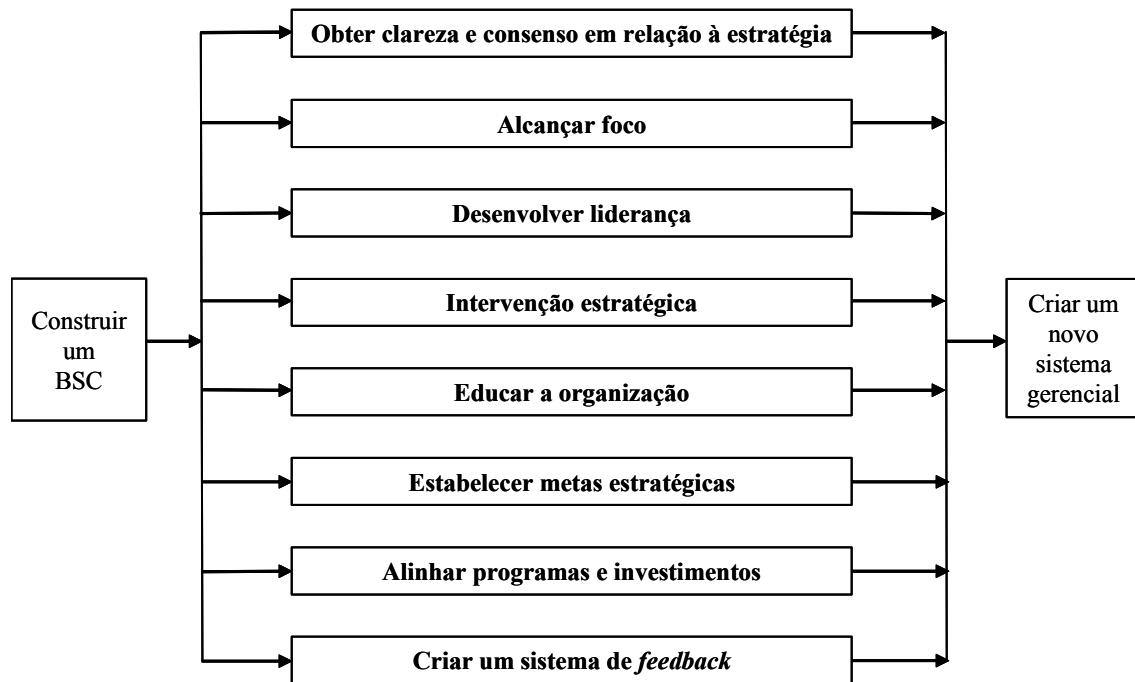 Obter clareza e consenso em relação à estratégia
Alcançar foco
Desenvolver liderança
Intervenção estratégica
Construir
um
BSC
Criar um
novo
sistema
gerencial
Educar a organização
Estabelecer metas estratégicas
Alinhar programas e investimentos
Criar um sistema de feedback